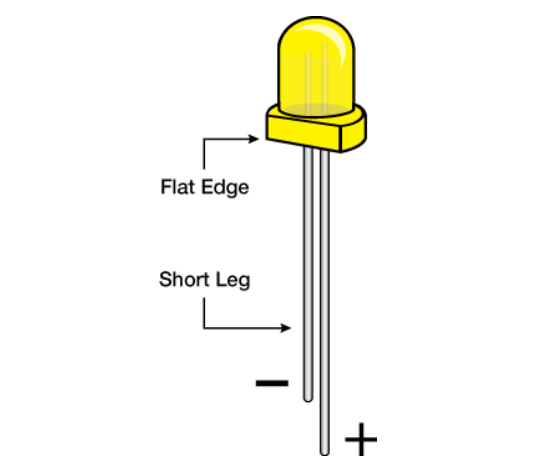 Flat Edge
Short Leg
−
+